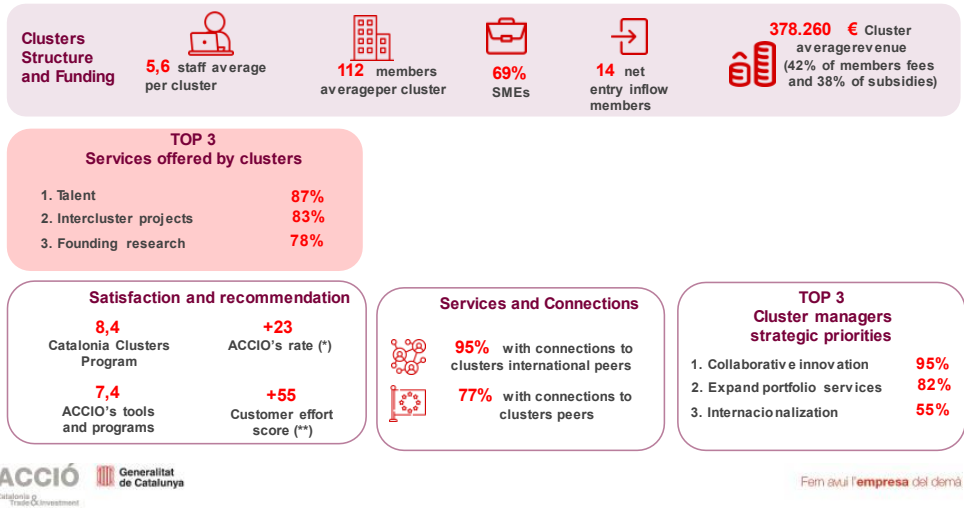 Clusters
Structure
and Funding
5,6 staff average
per cluster
112 members
averageper cluster
69%
SMEs
14 net
entry inflow
members
378.260 € Cluster
averagerevenue
(42% of members fees
and 38% of subsidies)
TOP 3
Services offered by clusters
1. Talent 87%
2. Intercluster projects 83%
3. Founding research 78%
Satisfaction and recommendation
8,4
Catalonia Clusters
Program
+23
ACCIO's rate (*)
7,4
ACCIO's tools
and programs
+55
Customer effort
score (**)
Services and Connections
95% with connections to
clusters international peers
77% with connections to
clusters peers
TOP 3
Cluster managers
strategic priorities
1. Collaborative innovation 95%
2. Expand portfolio services 82%
3. Internacionalization 55%
ACCIÓ
Catalonia
Trade & Investment
Generalitat
de Catalunya
Fem avui l'empresa del demà